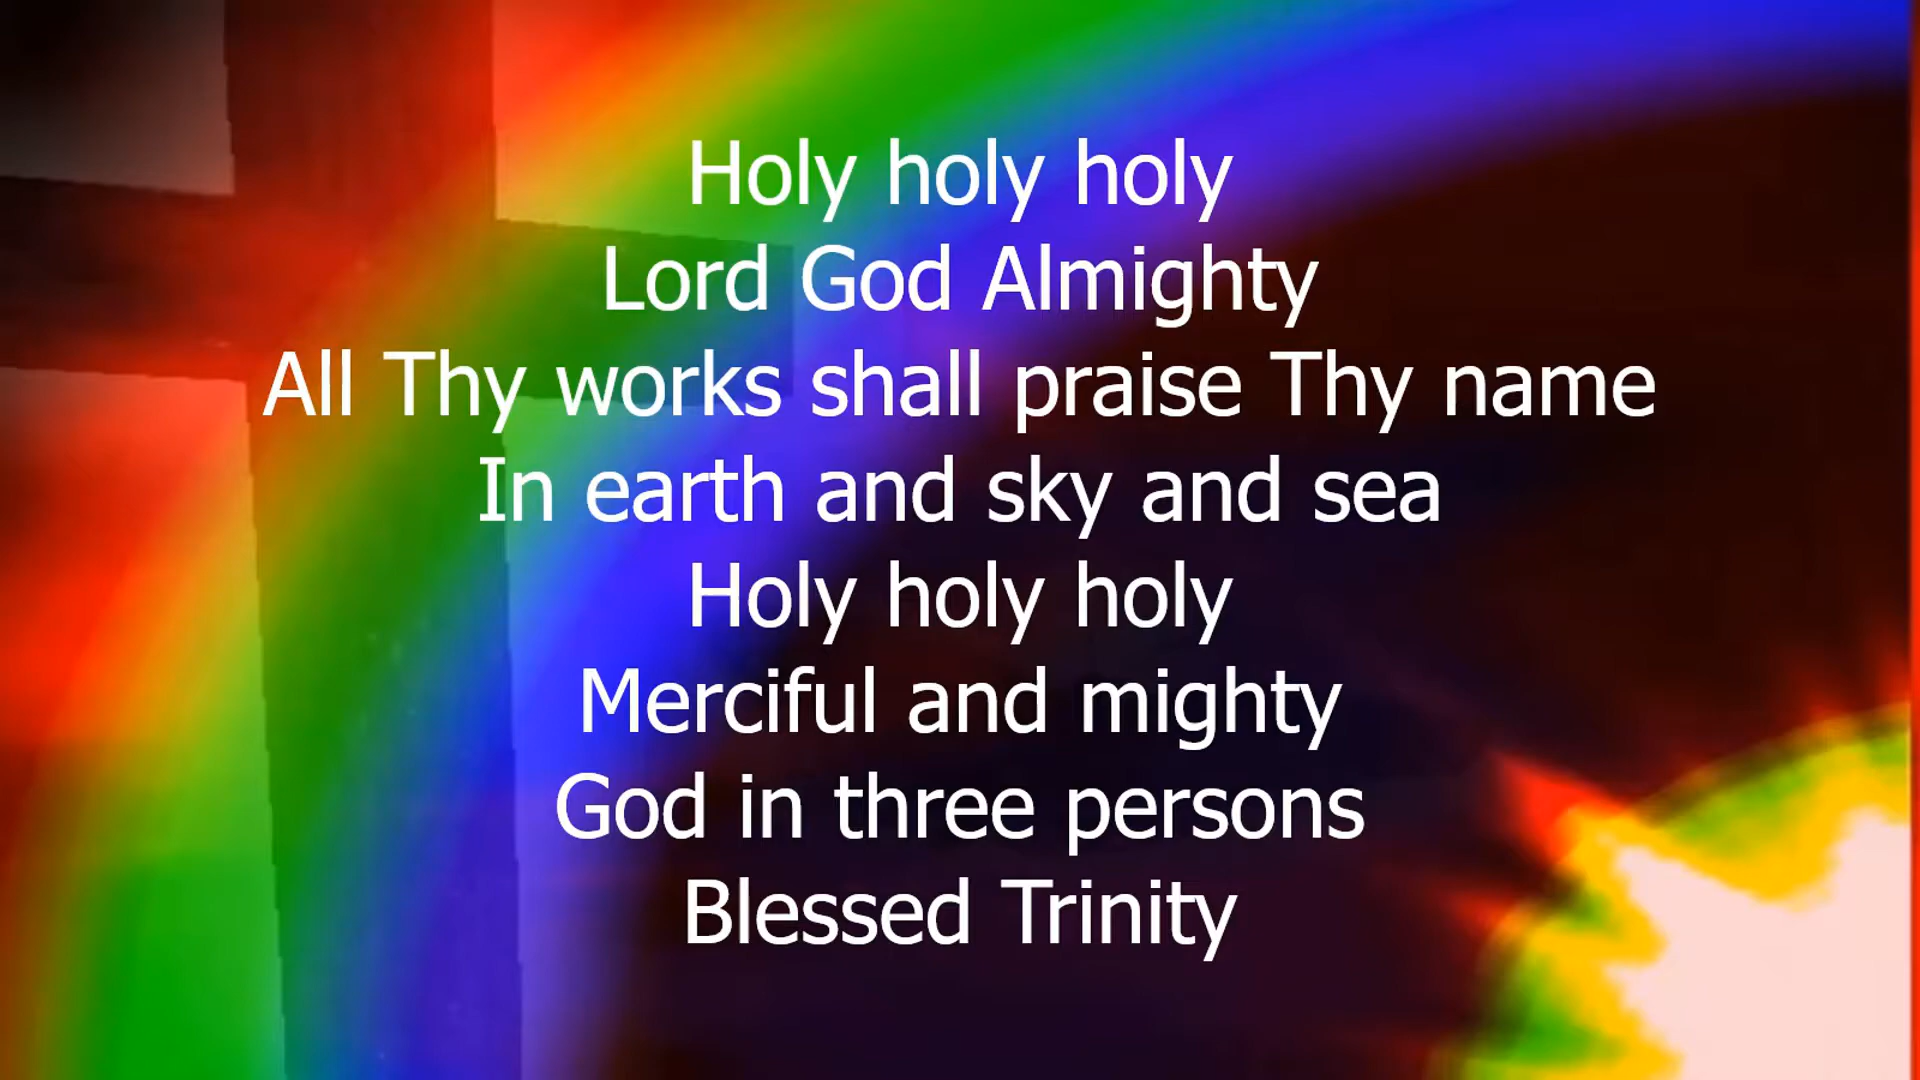 Holy holy holy
Lord God Almighty
All Thy works shall praise Thy name
In earth and sky and sea
Holy holy holy
Merciful and mighty
God in three persons
Blessed Trinity